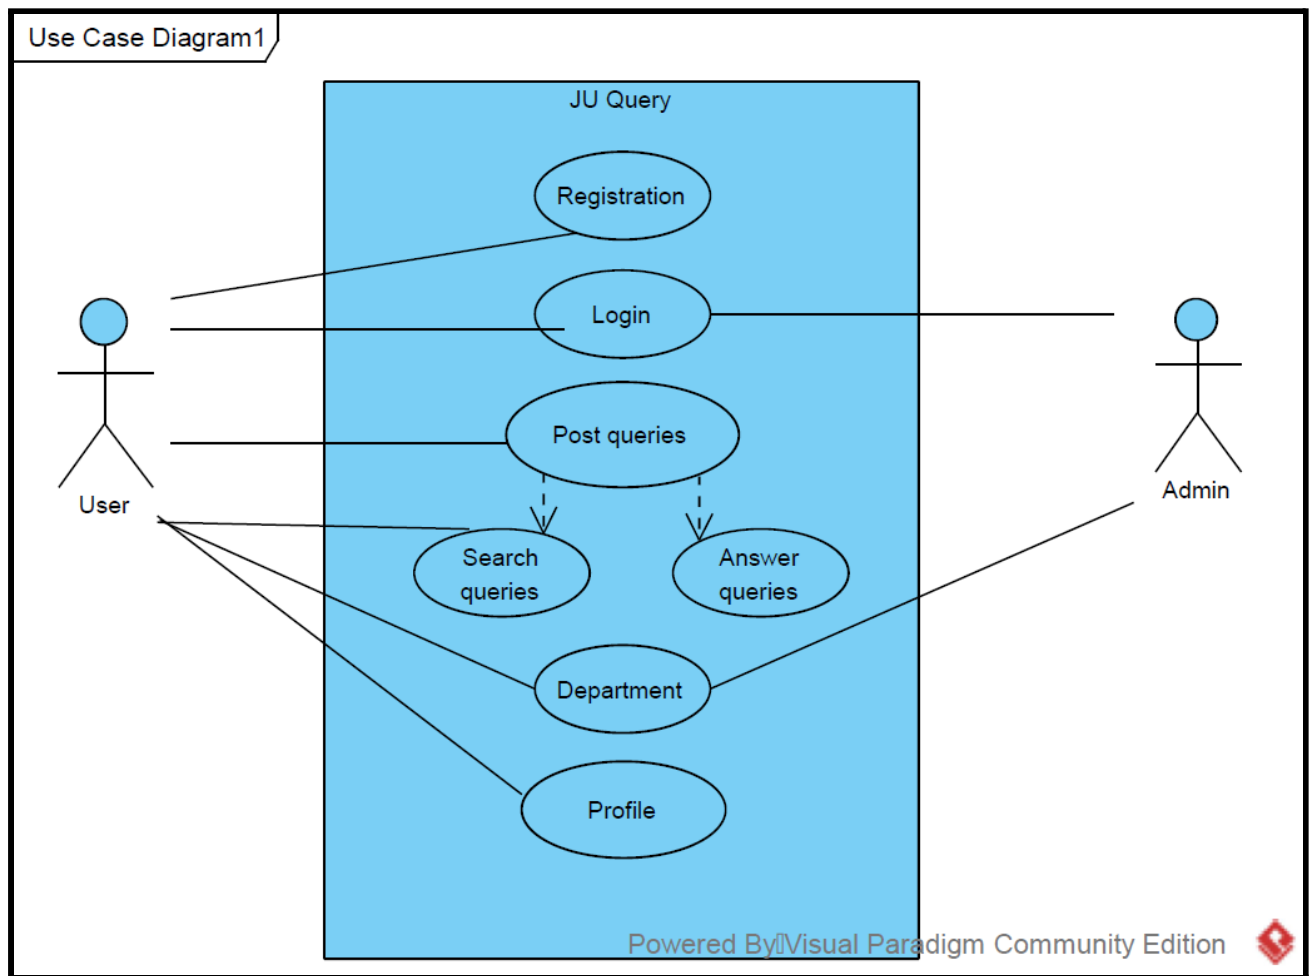 Use Case Diagram1
JU Query
Registration
Login
Post queries
User
Admin
Search
queries
Answer
queries
Department
Profile
Powered By Visual Paradigm Community Edition